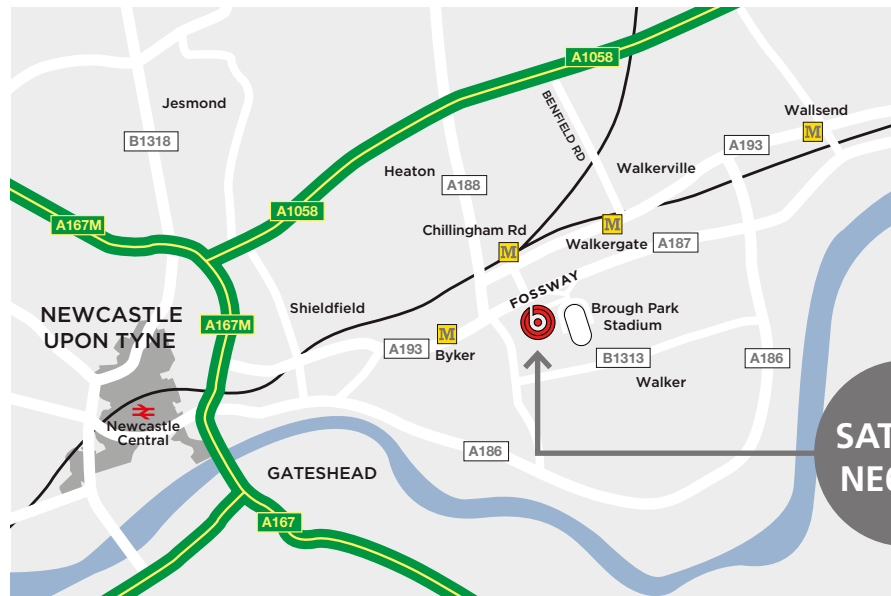 A1058
Jesmond
BENFIELD RD
Wallsend
M
B1318
A193
Heaton
Walkerville
A188
A1058
A167M
Chillingham Rd
M
M
Walkergate
A187
FOSSWAY
Shieldfield
NEWCASTLE
UPON TYNE
A167M
Brough Park
Stadium
M
A193
Byker
B1313
A186
Walker
Newcastle
Central
SAT
A186
GATESHEAD
A167